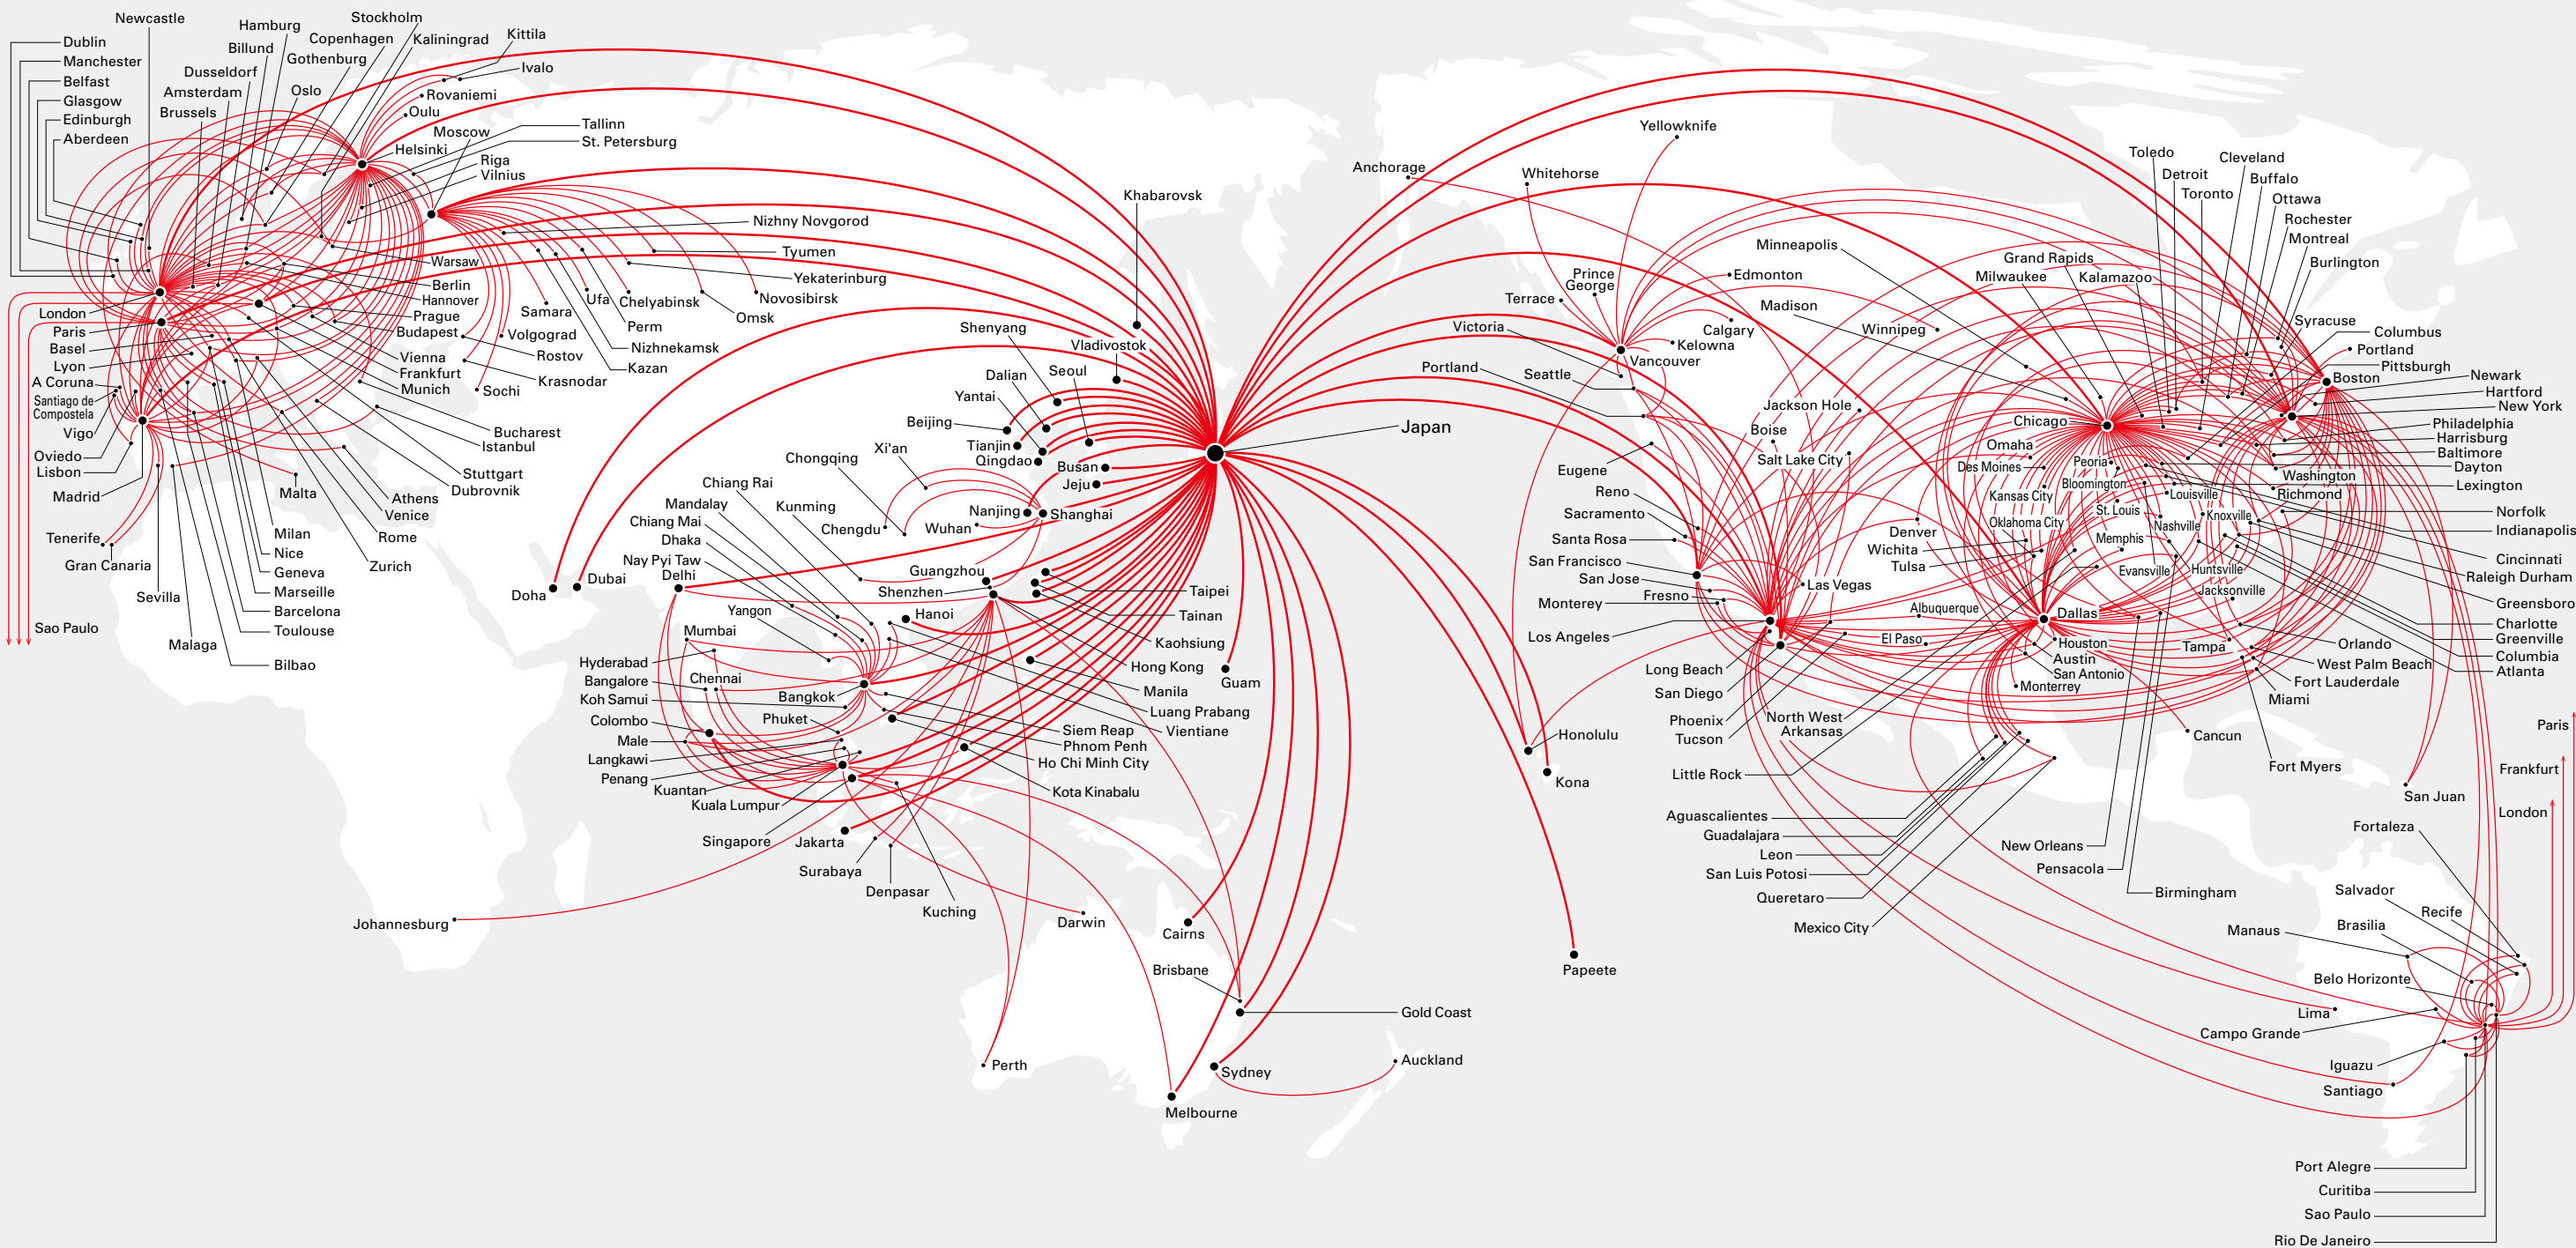 Newcastle
Dublin
Manchester
Belfast
Glasgow
Edinburgh
Aberdeen
Hamburg
Billund
Dusseldorf
Amsterdam
Brussels
Stockholm
Copenhagen
Gothenburg
Oslo
Kaliningrad
Kittila
Ivalo
Rovaniemi
Oulu
Moscow
Helsinki
Tallinn
St. Petersburg
Riga
Vilnius
Nizhny Novgorod
Tyumen
Yekaterinburg
Novosibirsk
Omsk
Chelyabinsk
Ufa
Perm
Samara
Nizhnekamsk
Kazan
Volgograd
Rostov
Krasnodar
Sochi
Warsaw
Berlin
Hannover
Prague
Budapest
Vienna
Frankfurt
Munich
Bucharest
Istanbul
Stuttgart
Dubrovnik
Athens
Venice
Rome
Zurich
Malta
London
Paris
Basel
Lyon
A Coruna
Santiago de
Compostela
Vigo
Oviedo
Lisbon
Madrid
Tenerife
Gran Canaria
Sevilla
Malaga
Milan
Nice
Geneva
Marseille
Barcelona
Toulouse
Bilbao
Sao Paulo
Johannesburg
Doha
Dubai
Khabarovsk
Vladivostok
Shenyang
Dalian
Yantai
Seoul
Beijing
Tianjin
Qingdao
Busan
Jeju
Xi'an
Chongqing
Chengdu
Wuhan
Nanjing
Shanghai
Chiang Rai
Kunming
Mandalay
Chiang Mai
Dhaka
Nay Pyi Taw
Delhi
Guangzhou
Shenzhen
Hanoi
Yangon
Mumbai
Hyderabad
Bangalore
Chennai
Koh Samui
Bangkok
Colombo
Phuket
Male
Langkawi
Penang
Kuantan
Kuala Lumpur
Singapore
Jakarta
Surabaya
Denpasar
Kuching
Taipei
Tainan
Kaohsiung
Hong Kong
Manila
Luang Prabang
Vientiane
Siem Reap
Phnom Penh
Ho Chi Minh City
Kota Kinabalu
Guam
Japan
Darwin
Cairns
Brisbane
Gold Coast
Perth
Sydney
Melbourne
Auckland
Papeete
Honolulu
Kona
Anchorage
Whitehorse
Yellowknife
Prince
George
Terrace
Edmonton
Calgary
Kelowna
Vancouver
Victoria
Portland
Seattle
Winnipeg
Minneapolis
Madison
Milwaukee
Grand Rapids
Kalamazoo
Jackson Hole
Boise
Salt Lake City
Eugene
Reno
Sacramento
Santa Rosa
San Francisco
San Jose
Fresno
Monterey
Los Angeles
Las Vegas
Long Beach
San Diego
Phoenix
Tucson
North West
Arkansas
Little Rock
Denver
Wichita
Tulsa
Albuquerque
El Paso
Chicago
Omaha
Des Moines
Kansas City
Oklahoma City
Peoria
Bloomington
St. Louis
Memphis
Nashville
Louisville
Knoxville
Evansville
Huntsville
Jacksonville
Dallas
Houston
Austin
San Antonio
Monterrey
Tampa
Toledo
Detroit
Toronto
Cleveland
Buffalo
Ottawa
Rochester
Montreal
Burlington
Syracuse
Columbus
Portland
Pittsburgh
Boston
Newark
Hartford
New York
Philadelphia
Harrisburg
Baltimore
Dayton
Washington
Lexington
Richmond
Norfolk
Indianapolis
Cincinnati
Raleigh Durham
Greensboro
Charlotte
Greenville
Columbia
Atlanta
Orlando
West Palm Beach
Fort Lauderdale
Miami
Fort Myers
Cancun
San Juan
Aguascalientes
Guadalajara
Leon
San Luis Potosi
Queretaro
Mexico City
New Orleans
Pensacola
Birmingham
Paris
Frankfurt
London
Fortaleza
Salvador
Recife
Brasilia
Manaus
Belo Horizonte
Lima
Campo Grande
Iguazu
Santiago
Port Alegre
Curitiba
Sao Paulo
Rio De Janeiro